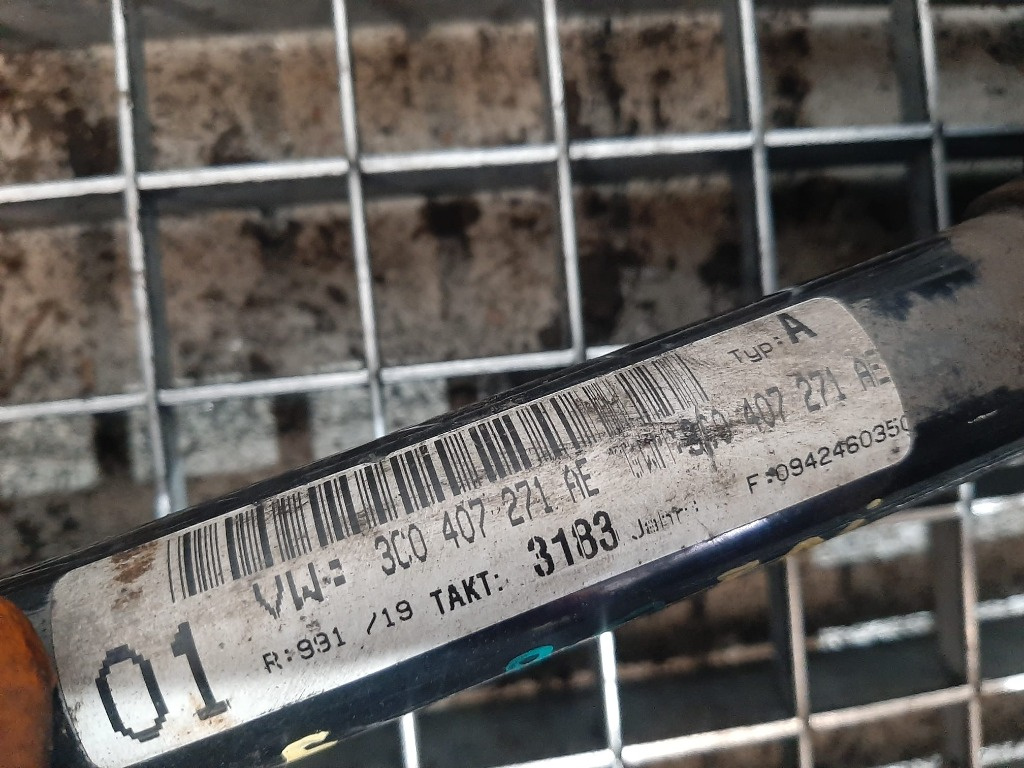 Typ: A
VW-: 3C0 407 271 AE
3C0 407 271 AE
R:991 /19 TAKT: 3183
F:0942460350
01